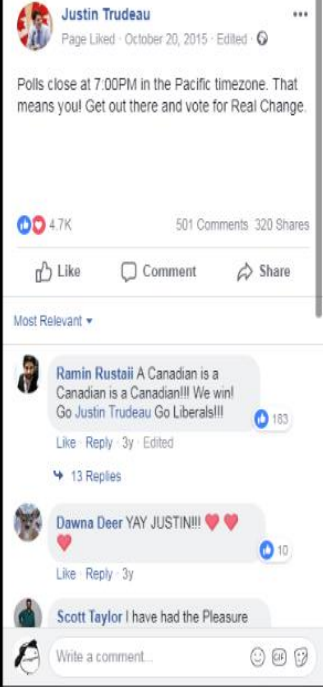 Justin Trudeau
Page Liked · October 20, 2015 · Edited ·
Polls close at 7:00PM in the Pacific timezone. That
means you! Get out there and vote for Real Change.
4.7K 501 Comments 320 Shares
Like Comment Share
Most Relevant
Ramin Rustaii A Canadian is a
Canadian is a Canadian!!! We win!
Go Justin Trudeau Go Liberals!!!
183
Like · Reply · 3y · Edited
13 Replies
Dawna Deer YAY JUSTIN!!!
10
Like · Reply · 3y
Scott Taylor I have had the Pleasure
Write a comment... GIF